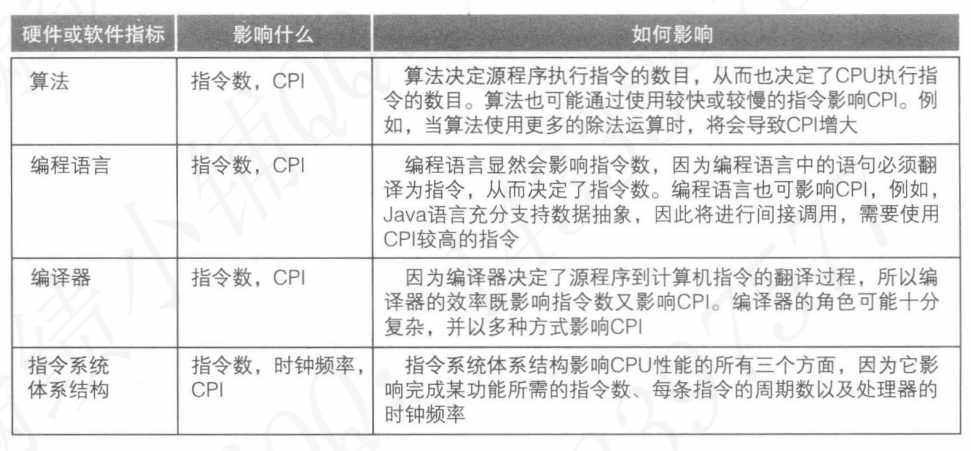 硬件或软件指标 影响什么 如何影响
算法 指令数，CPI 算法决定源程序执行指令的数目，从而也决定了CPU执行指
令的数目。算法也可能通过使用较快或较慢的指令影响CPI。例
如，当算法使用更多的除法运算时，将会导致CPI增大
编程语言 指令数，CPI 编程语言显然会影响指令数，因为编程语言中的语句必须翻
译为指令，从而决定了指令数。编程语言也可影响CPI，例如，
Java语言充分支持数据抽象，因此将进行间接调用，需要使用
CPI较高的指令
编译器 指令数，CPI 因为编译器决定了源程序到计算机指令的翻译过程，所以编
译器的效率既影响指令数又影响CPI。编译器的角色可能十分
复杂，并以多种方式影响CPI
指令系统 指令数，时钟频率， 指令系统体系结构影响CPU性能的所有三个方面，因为它影
体系结构 CPI 响完成某功能所需的指令数、每条指令的周期数以及处理器的
时钟频率